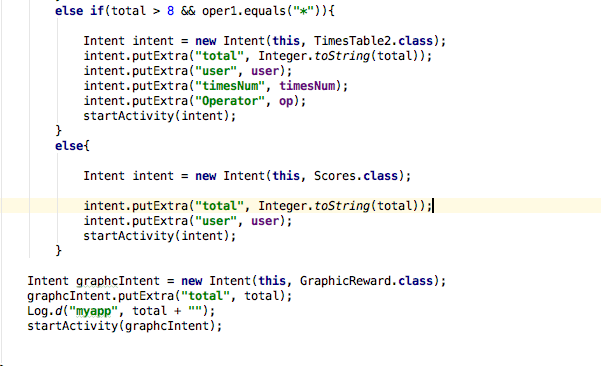 else if(total > 8 && oper1.equals("*")){
Intent intent = new Intent(this, TimesTable2.class);
intent.putExtra("total", Integer.toString(total));
intent.putExtra("user", user);
intent.putExtra("timesNum", timesNum);
intent.putExtra("Operator", op);
startActivity(intent);
}
else{
Intent intent = new Intent(this, Scores.class);
intent.putExtra("total", Integer.toString(total));
intent.putExtra("user", user);
startActivity(intent);
}
Intent graphcIntent = new Intent(this, GraphicReward.class);
graphcIntent.putExtra("total", total);
Log.d("myapp", total + "");
startActivity(graphcIntent);